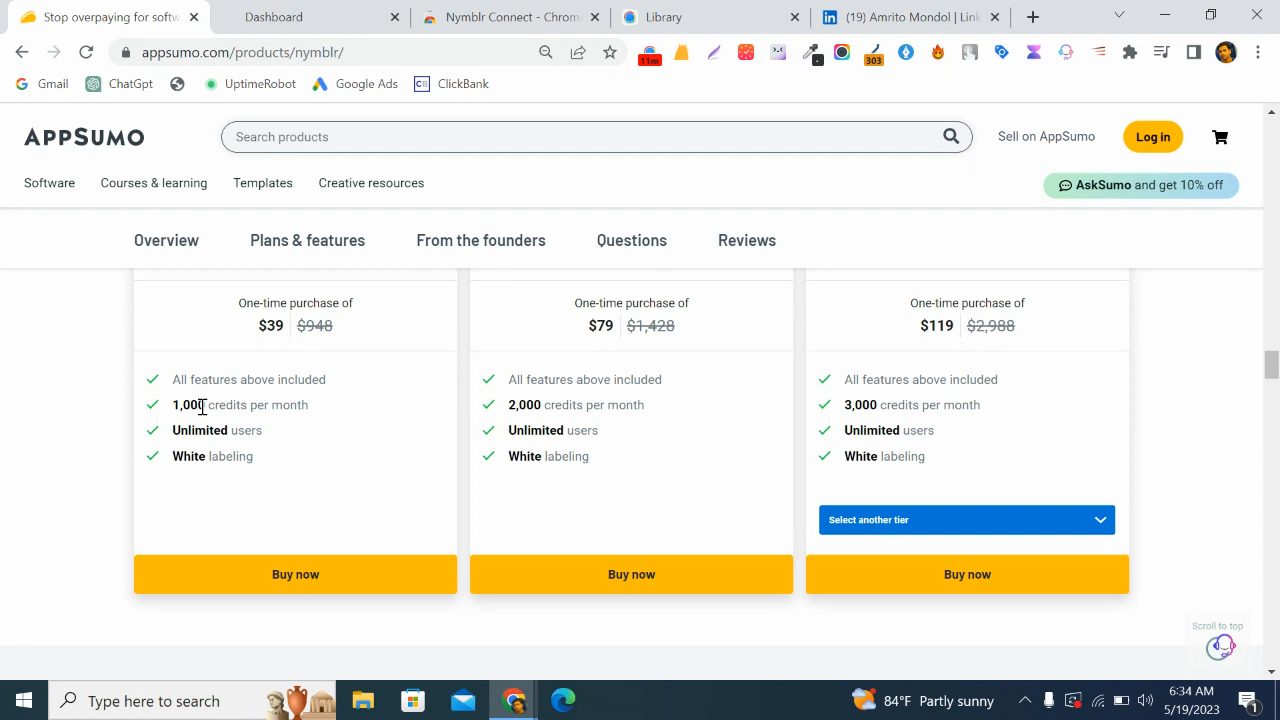 Stop overpaying for softw
Dashboard
Nymblr Connect - Chrom
Library
(19) Amrito Mondol | Link
appsumo.com/products/nymblr/
11m
303
Gmail
ChatGpt
UptimeRobot
Google Ads
CB
ClickBank
APPSUMO
Search products
Sell on AppSumo
Log in
Software
Courses & learning
Templates
Creative resources
AskSumo and get 10% off
Overview
Plans & features
From the founders
Questions
Reviews
One-time purchase of
$39 $948
All features above included
1,000 credits per month
Unlimited users
White labeling
Buy now
One-time purchase of
$79 $1,428
All features above included
2,000 credits per month
Unlimited users
White labeling
Buy now
One-time purchase of
$119 $2,988
All features above included
3,000 credits per month
Unlimited users
White labeling
Select another tier
Buy now
Scroll to top
Type here to search
84°F Partly sunny
6:34 AM
5/19/2023
1